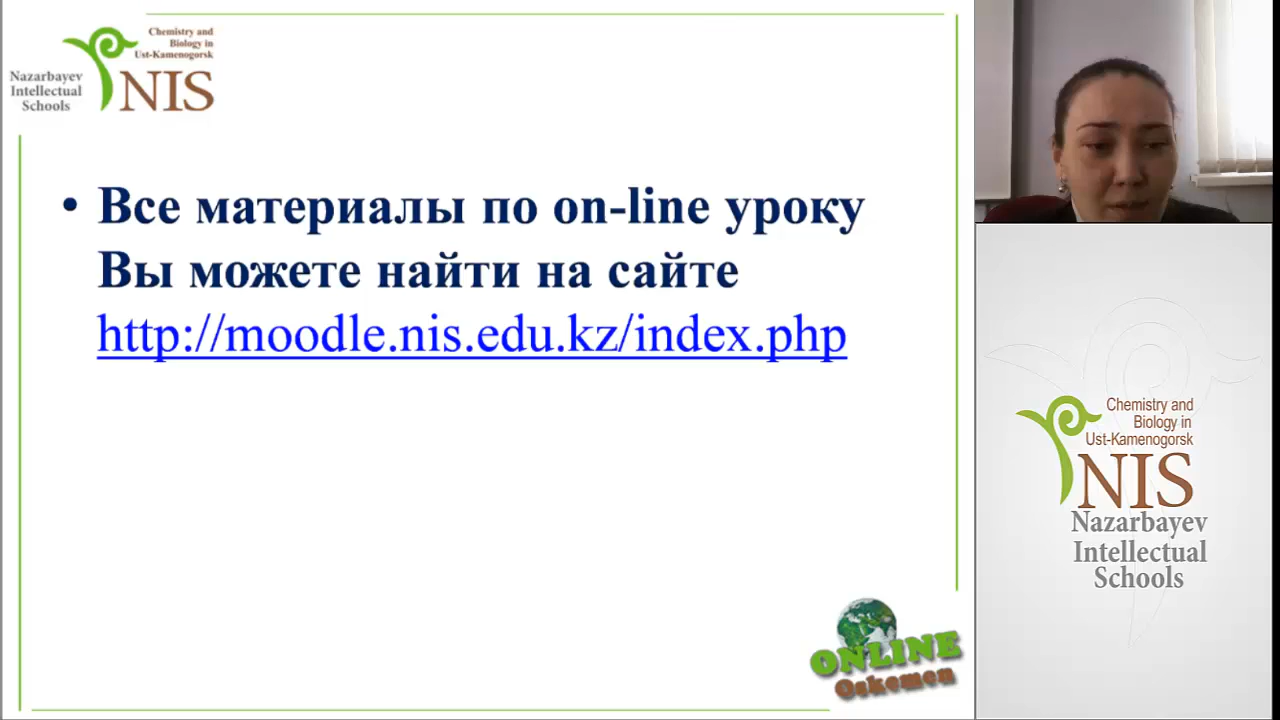 Chemistry and
Biology in
Ust-Kamenogorsk
Nazarbayev
Intellectual
Schools
NIS
• Все материалы по on-line уроку
Вы можете найти на сайте
http://moodle.nis.edu.kz/index.php
ONLINE
Oskemen
Chemistry and
Biology in
Ust-Kamenogorsk
NIS
Nazarbayev
Intellectual
Schools